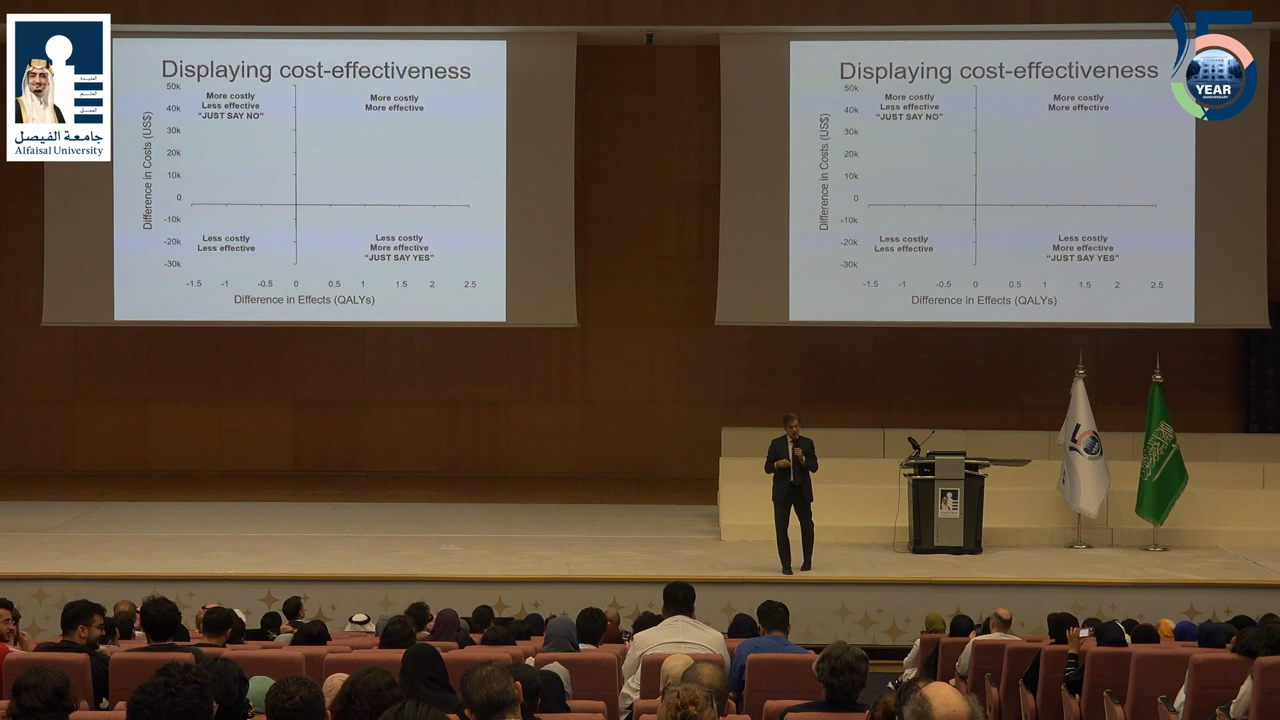 العقيدة
العلم
العمل
جامعة الفيصل
Alfaisal University
15
YEAR
ANNIVERSARY
Displaying cost-effectiveness
50k
40k
30k
20k
10k
0
-10k
-20k
-30k
Difference in Costs (US$)
More costly
Less effective
"JUST SAY NO"
More costly
More effective
Less costly
Less effective
Less costly
More effective
"JUST SAY YES"
-1.5 -1 -0.5 0 0.5 1 1.5 2 2.5
Difference in Effects (QALYs)
Displaying cost-effectiveness
50k
40k
30k
20k
10k
0
-10k
-20k
-30k
Difference in Costs (US$)
More costly
Less effective
"JUST SAY NO"
More costly
More effective
Less costly
Less effective
Less costly
More effective
"JUST SAY YES"
-1.5 -1 -0.5 0 0.5 1 1.5 2 2.5
Difference in Effects (QALYs)